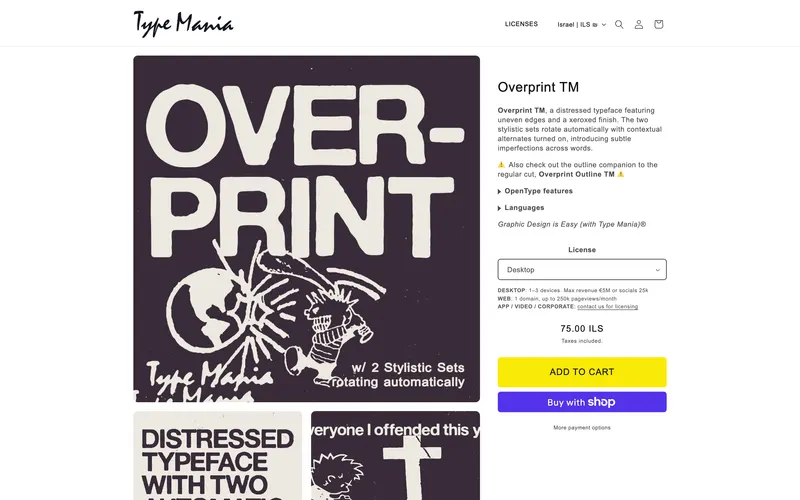 Type Mania
LICENSES
Israel | ILS ₪
OVER-
PRINT
w/ 2 Stylistic Sets
rotating automatically
Type Mania
Overprint TM
Overprint TM, a distressed typeface featuring
uneven edges and a xeroxed finish. The two
stylistic sets rotate automatically with contextual
alternates turned on, introducing subtle
imperfections across words.
⚠️ Also check out the outline companion to the
regular cut, Overprint Outline TM ⚠️
OpenType features
Languages
Graphic Design is Easy (with Type Mania)®
License
Desktop
DESKTOP: 1–3 devices. Max revenue €5M or socials 25k
WEB: 1 domain, up to 250k pageviews/month
APP / VIDEO / CORPORATE: contact us for licensing
75.00 ILS
Taxes included.
ADD TO CART
Buy with shop
More payment options
DISTRESSED
TYPEFACE
WITH TWO
AUTOMATIC
everyone I offended this y